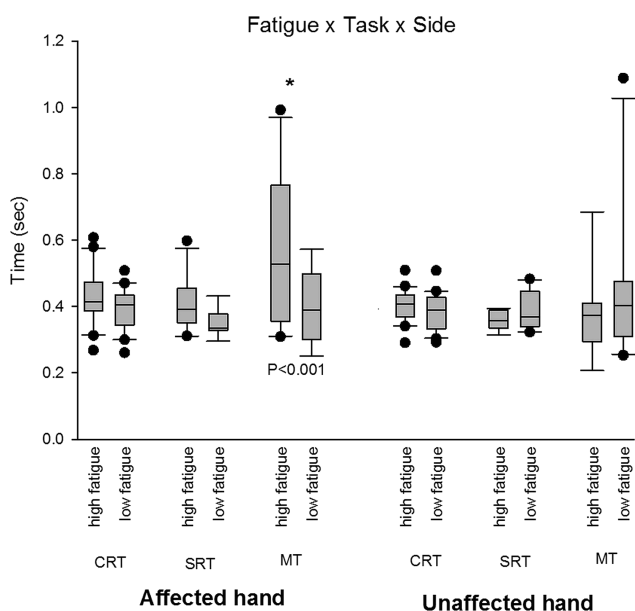 Fatigue x Task x Side
Time (sec)
1.2
1.0
0.8
0.6
0.4
0.2
0.0
*
P<0.001
high fatigue
low fatigue
high fatigue
low fatigue
high fatigue
low fatigue
high fatigue
low fatigue
high fatigue
low fatigue
high fatigue
low fatigue
CRT SRT MT CRT SRT MT
Affected hand Unaffected hand